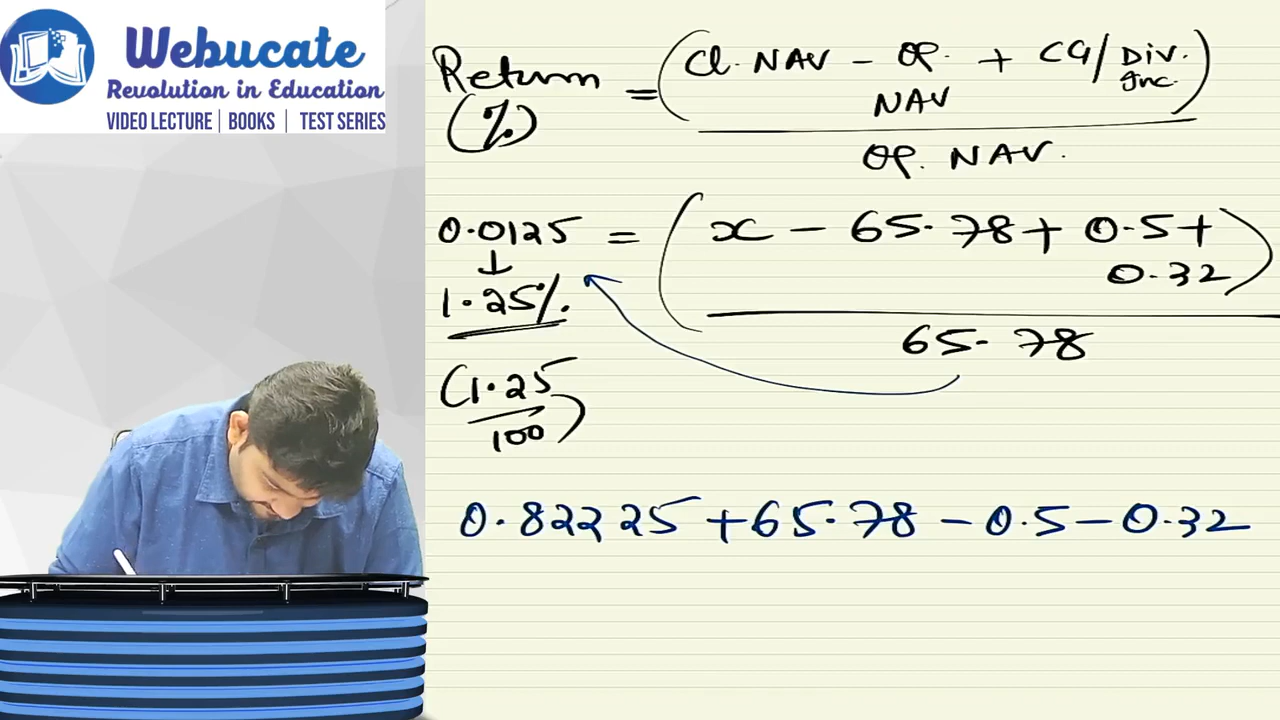 Webucate
Revolution in Education
VIDEO LECTURE | BOOKS | TEST SERIES
Return (%) = (Cl. NAV - Op. NAV + CG/Div. Inc.)
Op. NAV.
0.0125 = (x - 65.78 + 0.5 + 0.32)
65.78
↓
1.25%
(1.25
100)
0.82225 + 65.78 - 0.5 - 0.32